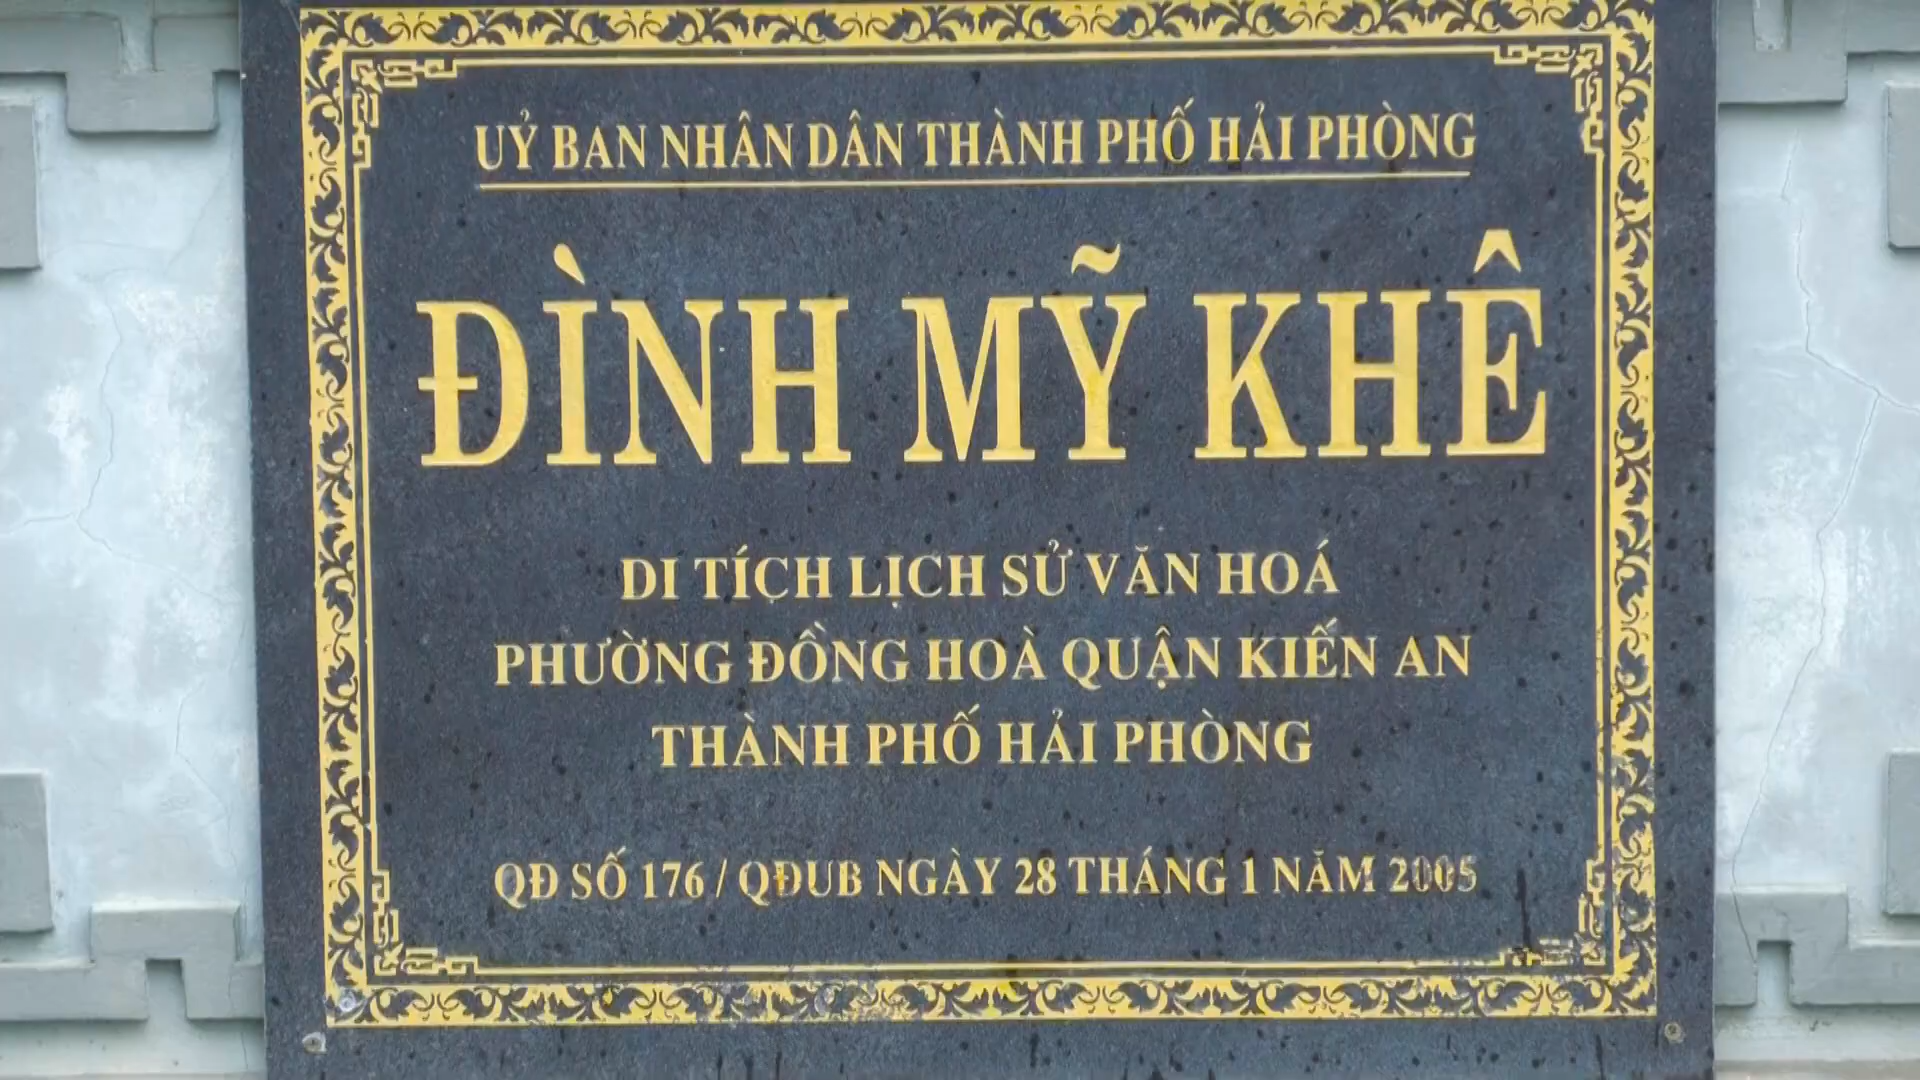 UỶ BAN NHÂN DÂN THÀNH PHỐ HẢI PHÒNG
ĐÌNH MỸ KHÊ
DI TÍCH LỊCH SỬ VĂN HOÁ
PHƯỜNG ĐỒNG HOÀ QUẬN KIẾN AN
THÀNH PHỐ HẢI PHÒNG
QĐ SỐ 176 / QĐUB NGÀY 28 THÁNG 1 NĂM 2005